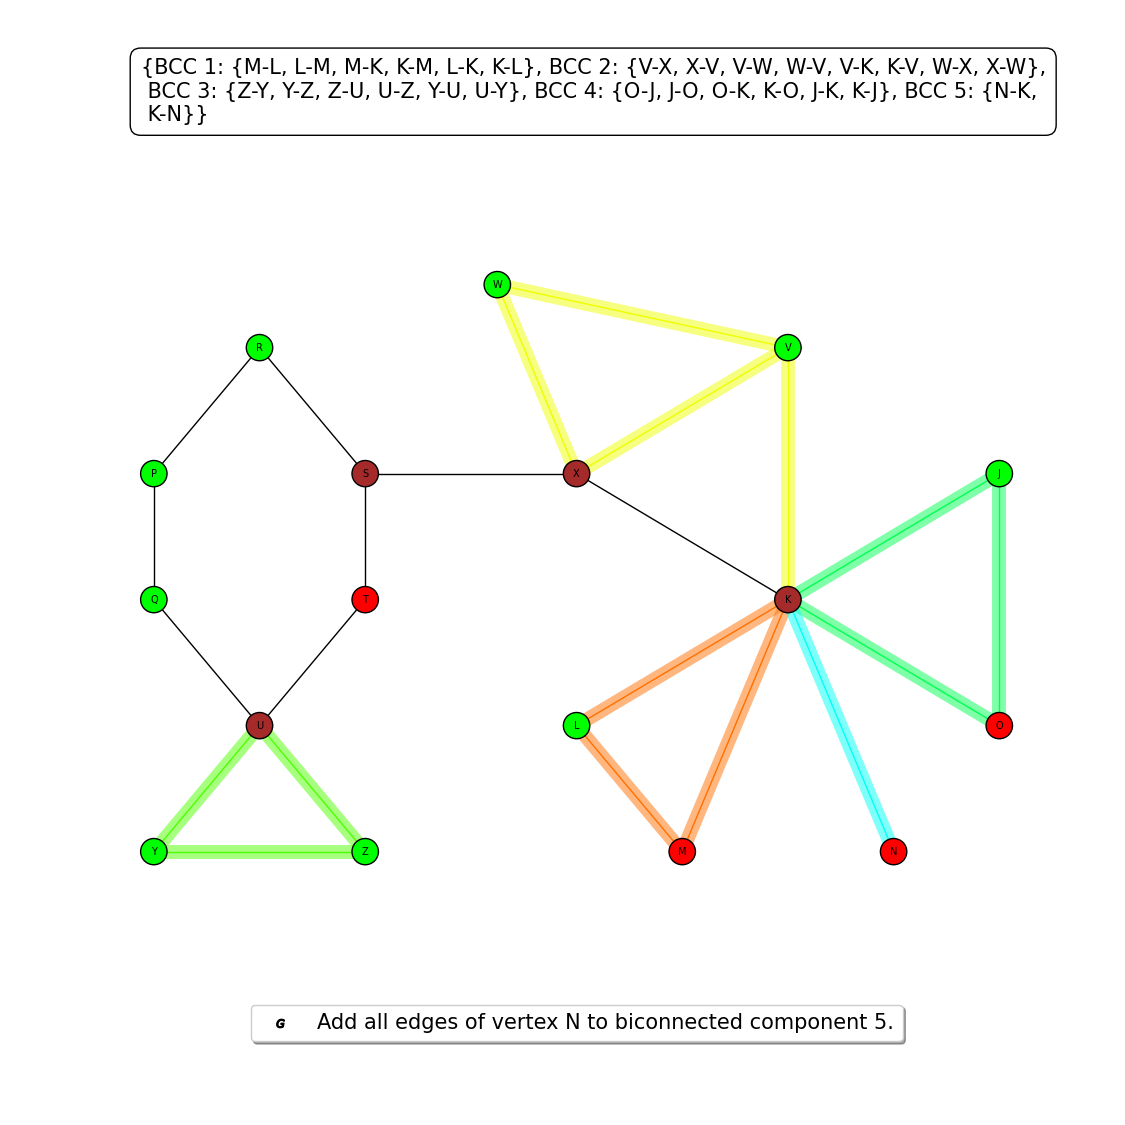 {BCC 1: {M-L, L-M, M-K, K-M, L-K, K-L}, BCC 2: {V-X, X-V, V-W, W-V, V-K, K-V, W-X, X-W},
BCC 3: {Z-Y, Y-Z, Z-U, U-Z, Y-U, U-Y}, BCC 4: {O-J, J-O, O-K, K-O, J-K, K-J}, BCC 5: {N-K,
K-N}}
W
R
V
P
S
X
J
Q
T
K
U
L
O
Y
Z
M
N
G Add all edges of vertex N to biconnected component 5.